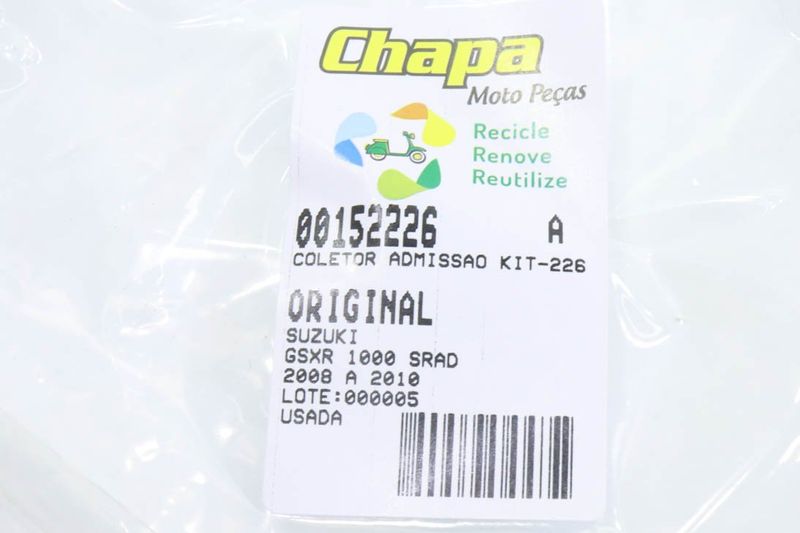 Chapa
Moto Peças
Recicle
Renove
Reutilize
00152226 A
COLETOR ADMISSAO KIT-226
ORIGINAL
SUZUKI
GSXR 1000 SRAD
2008 A 2010
LOTE:000005
USADA